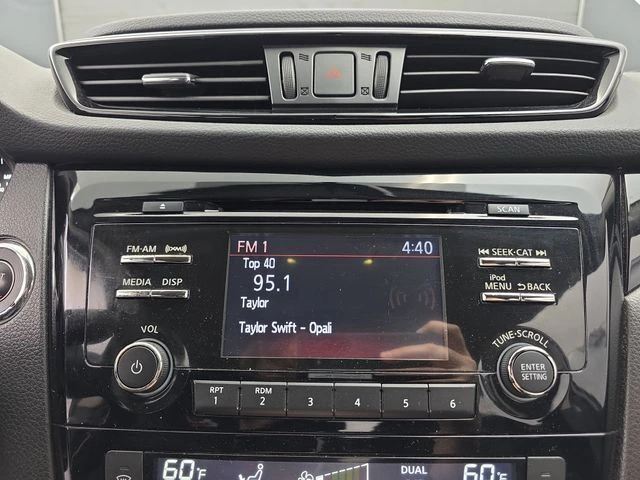 SCAN
FM·AM
SEEK·CAT
MEDIA DISP
iPod
MENU BACK
FM 1 4:40
Top 40
95.1
Taylor
Taylor Swift - Opali
VOL
TUNE·SCROLL
ENTER
SETTING
RPT
1
RDM
2
3
4
5
6
60°F
DUAL
60°F